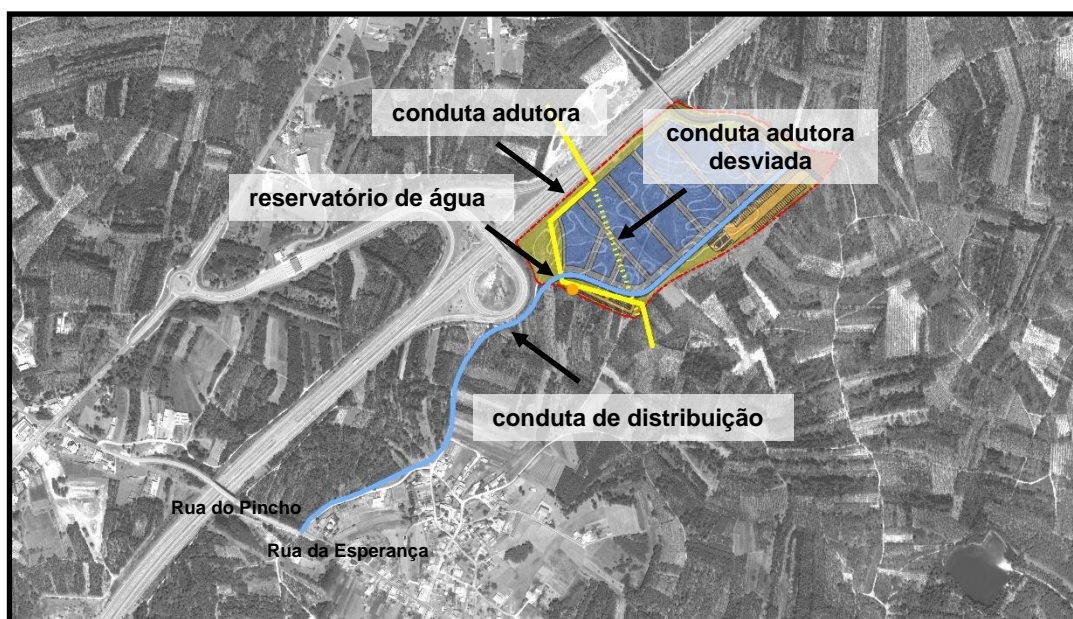 conduta adutora
conduta adutora
desviada
reservatório de água
conduta de distribuição
Rua do Pincho
Rua da Esperança